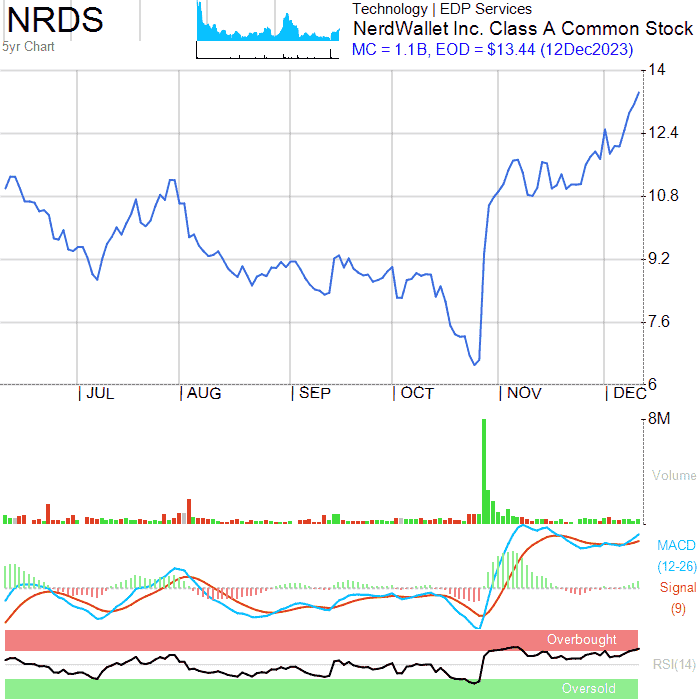 NRDS
5yr Chart
Technology | EDP Services
NerdWallet Inc. Class A Common Stock
MC = 1.1B, EOD = $13.44 (12Dec2023)
14
12.4
10.8
9.2
7.6
6
| JUL | AUG | SEP | OCT | NOV | DEC
8M
Volume
MACD
(12-26)
Signal
(9)
Overbought
RSI(14)
Oversold